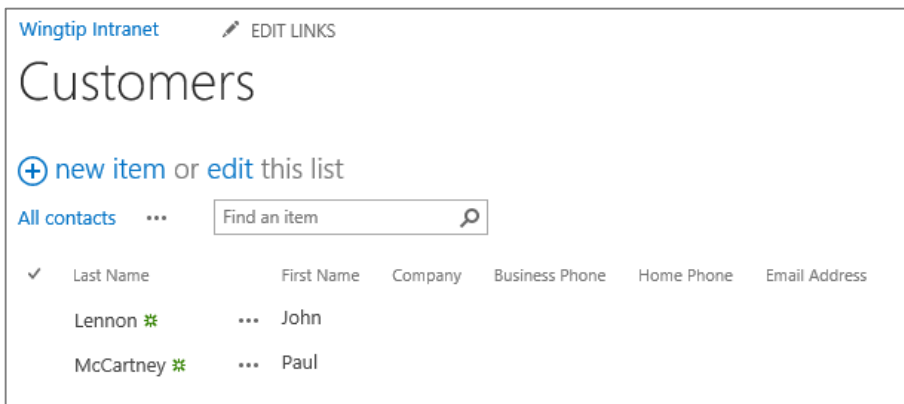 Wingtip Intranet EDIT LINKS
Customers
new item or edit this list
All contacts ... Find an item
Last Name First Name Company Business Phone Home Phone Email Address
Lennon ... John
McCartney ... Paul